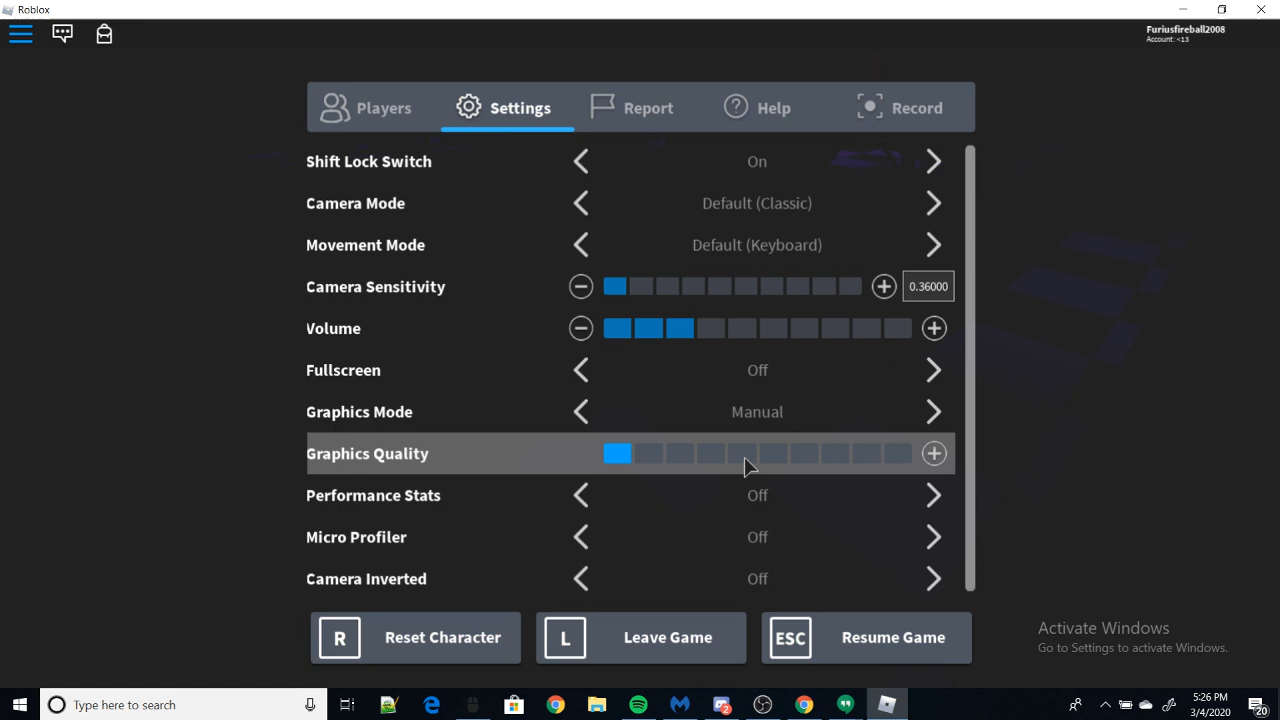 Roblox
Furiusfireball2008
Account: <13
Players Settings Report Help Record
Shift Lock Switch On
Camera Mode Default (Classic)
Movement Mode Default (Keyboard)
Camera Sensitivity 0.36000
Volume
Fullscreen Off
Graphics Mode Manual
Graphics Quality
Performance Stats Off
Micro Profiler Off
Camera Inverted Off
R Reset Character L Leave Game ESC Resume Game
Activate Windows
Go to Settings to activate Windows.
Type here to search
2
5:26 PM
3/4/2020
20